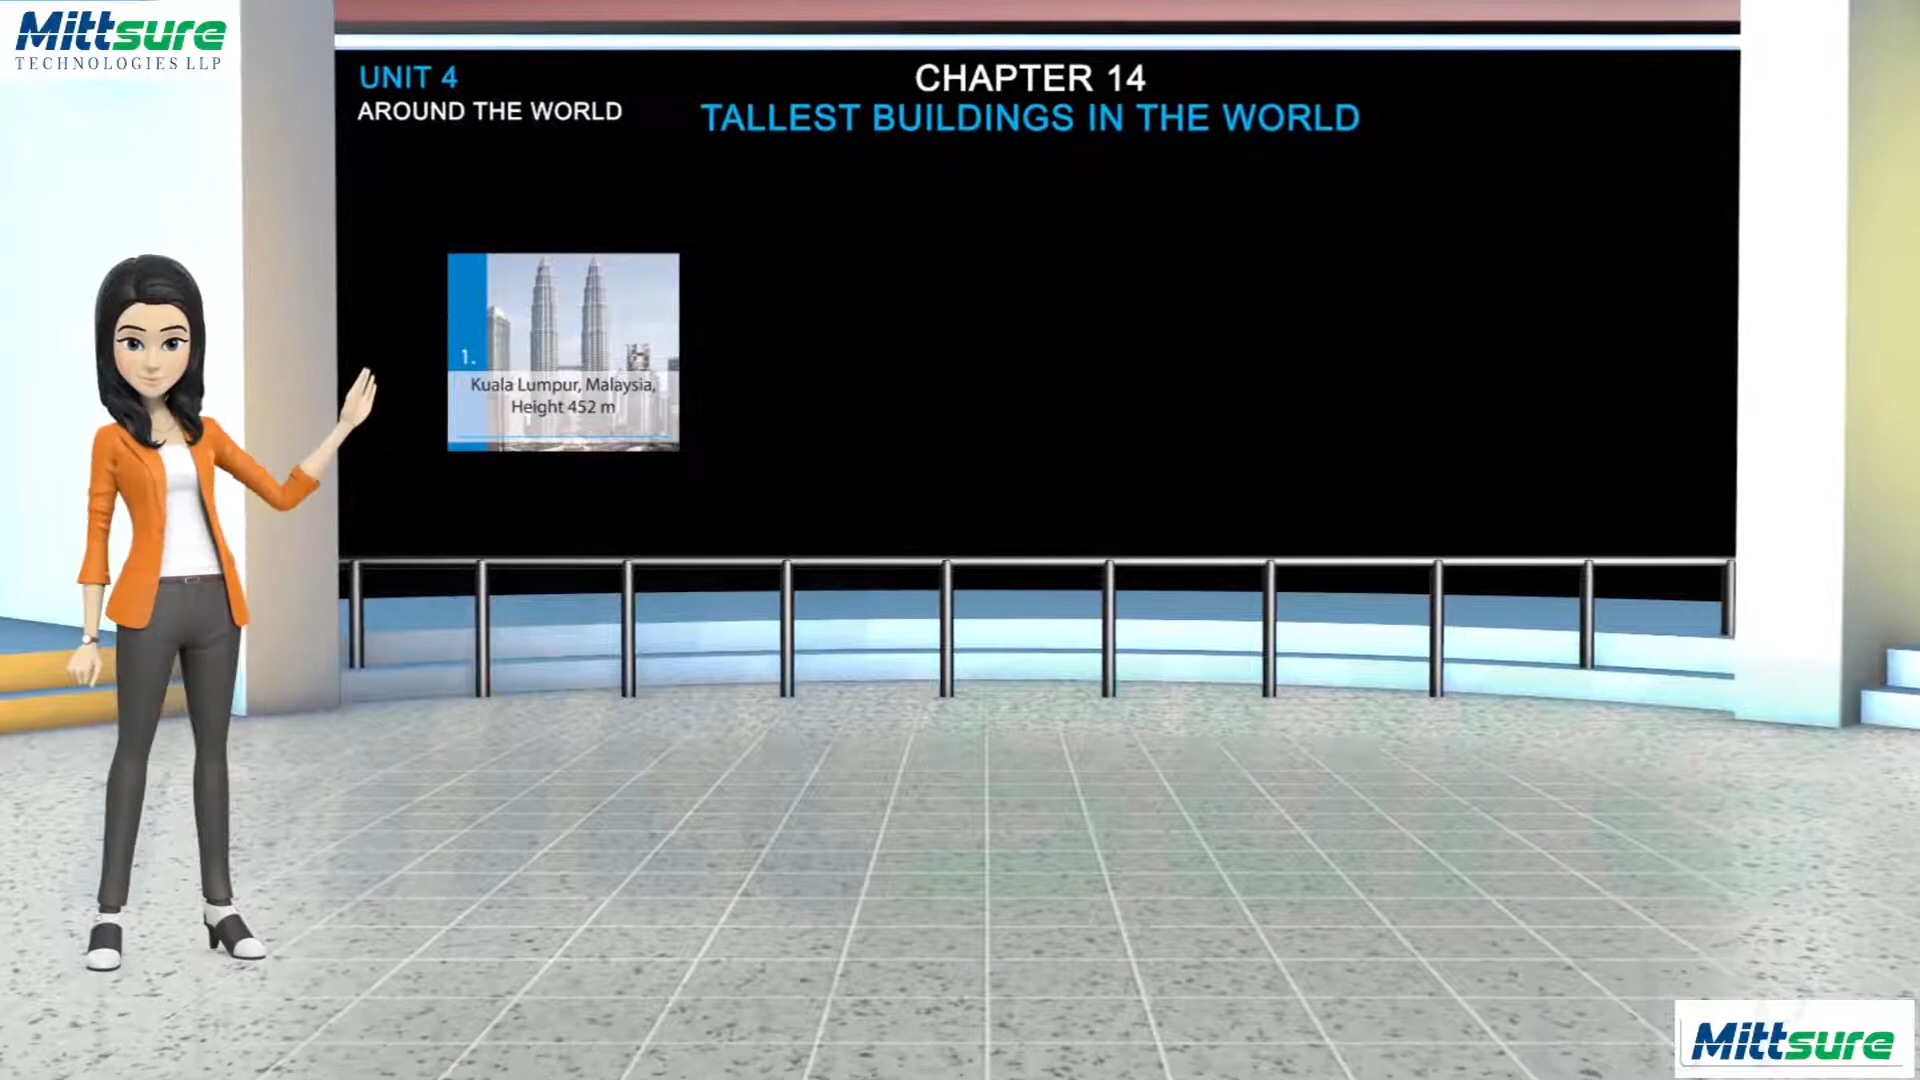 Mittsure
TECHNOLOGIES LLP
UNIT 4
AROUND THE WORLD
CHAPTER 14
TALLEST BUILDINGS IN THE WORLD
1.
Kuala Lumpur, Malaysia,
Height 452 m
Mittsure